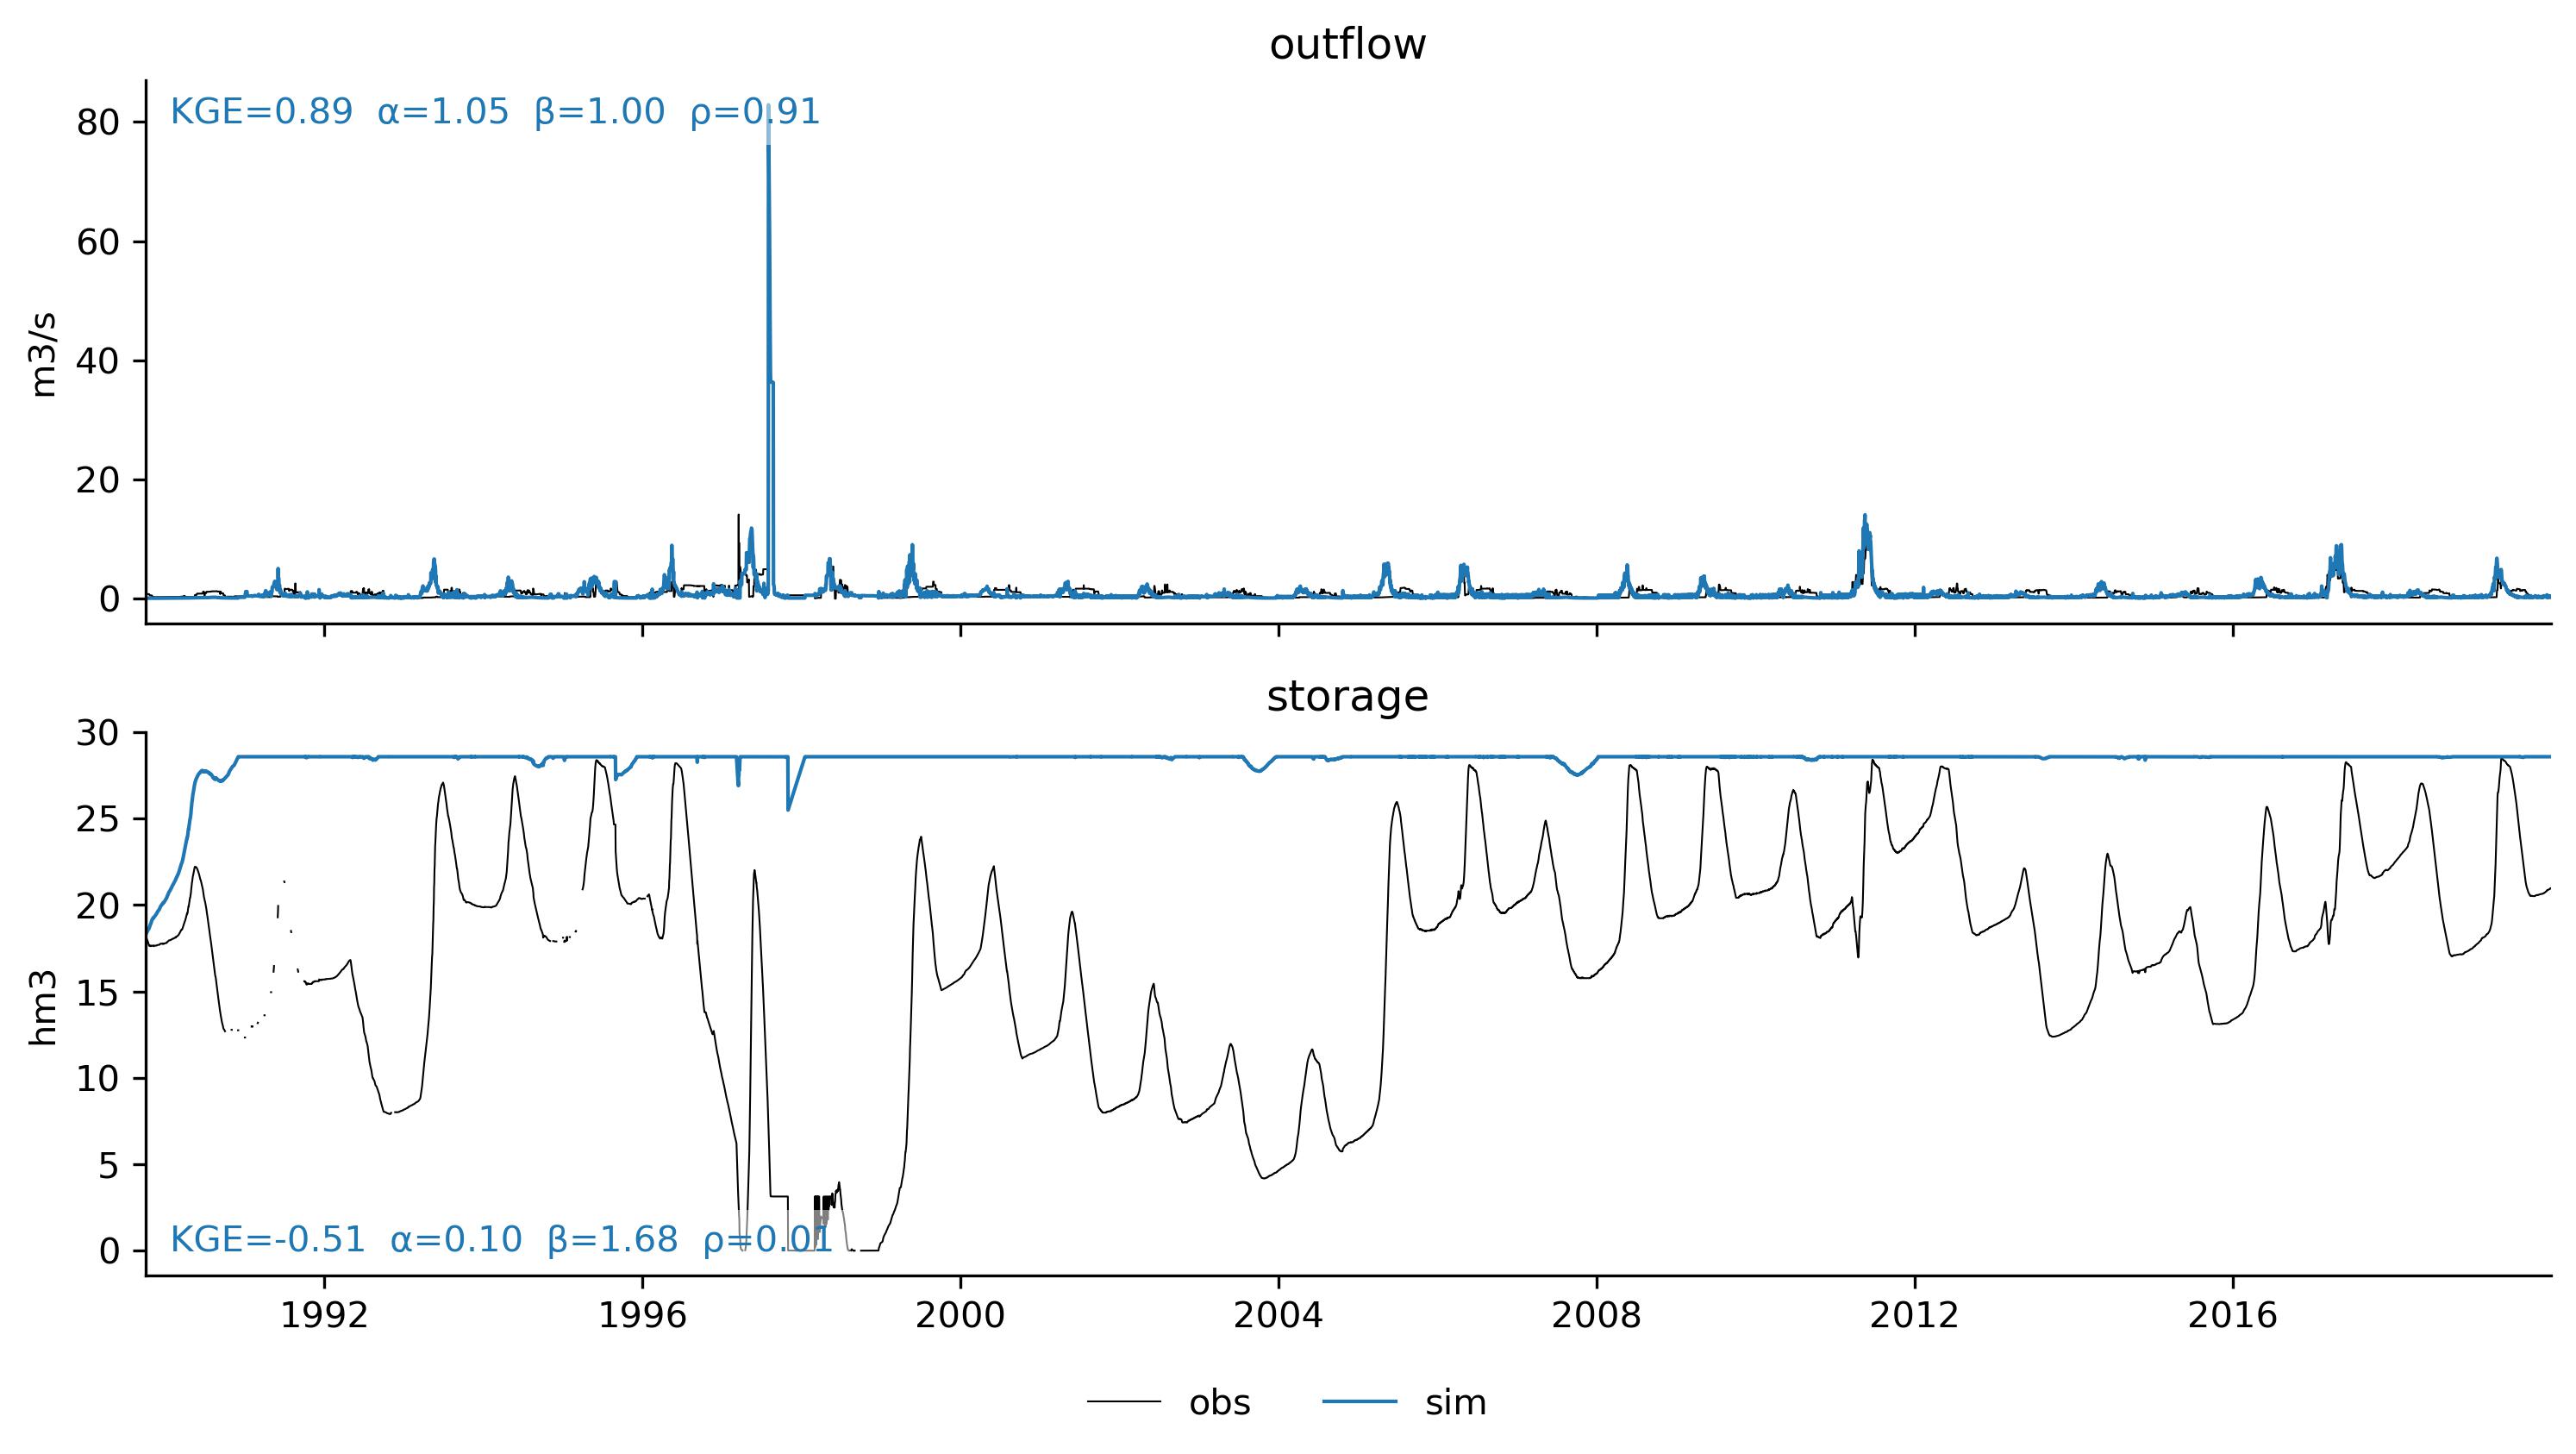 outflow
KGE=0.89 α=1.05 β=1.00 ρ=0.91
m3/s
80
60
40
20
0
storage
hm3
30
25
20
15
10
5
0
KGE=-0.51 α=0.10 β=1.68 ρ=0.01
1992 1996 2000 2004 2008 2012 2016
obs sim